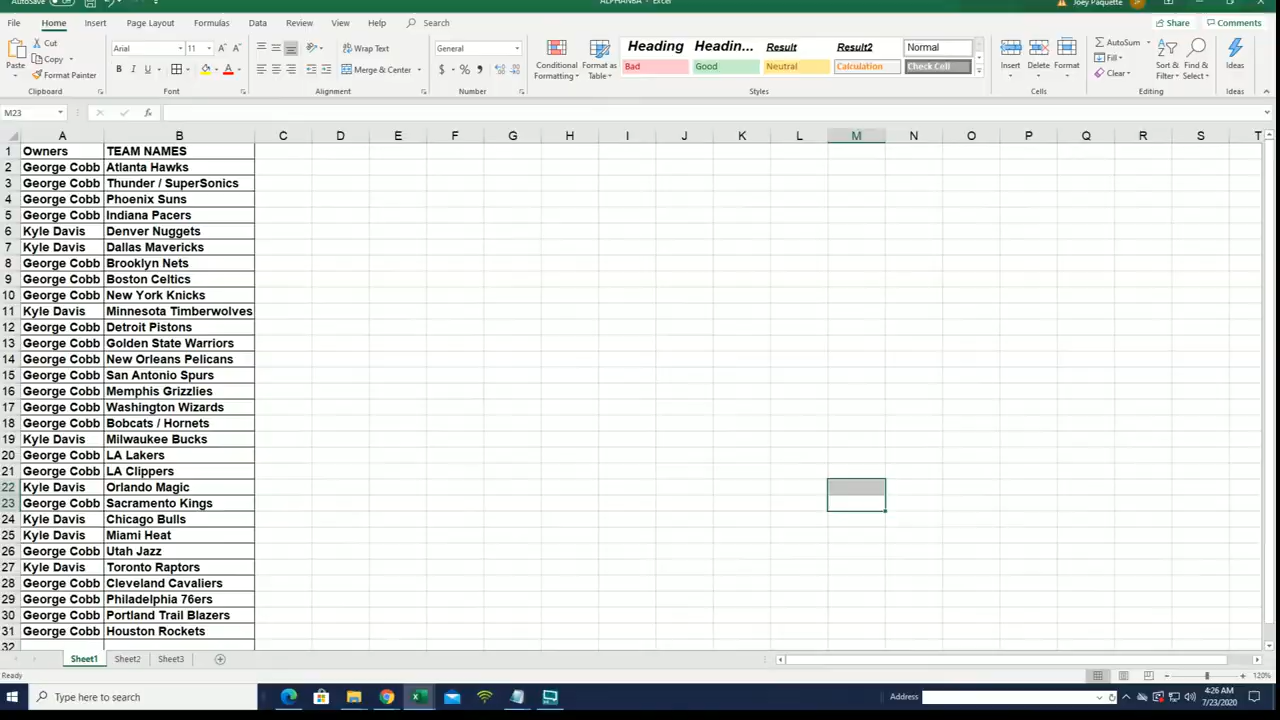 AutoSave ALPHANBA - Excel Joey Paquette
File Home Insert Page Layout Formulas Data Review View Help Search Share Comments
Paste Cut Copy Format Painter Clipboard
Arial 11 A A B I U A Font
Wrap Text Merge & Center Alignment
General $ % , Number
Conditional Formatting Format as Table
Heading Headin... Result Result2 Normal
Bad Good Neutral Calculation Check Cell
Styles
Insert Delete Format Cells
AutoSum Fill Clear Sort & Filter Find & Select Editing
Ideas Ideas
M23 fx
A B C D E F G H I J K L M N O P Q R S T
1 Owners TEAM NAMES
2 George Cobb Atlanta Hawks
3 George Cobb Thunder / SuperSonics
4 George Cobb Phoenix Suns
5 George Cobb Indiana Pacers
6 Kyle Davis Denver Nuggets
7 Kyle Davis Dallas Mavericks
8 George Cobb Brooklyn Nets
9 George Cobb Boston Celtics
10 George Cobb New York Knicks
11 Kyle Davis Minnesota Timberwolves
12 George Cobb Detroit Pistons
13 George Cobb Golden State Warriors
14 George Cobb New Orleans Pelicans
15 George Cobb San Antonio Spurs
16 George Cobb Memphis Grizzlies
17 George Cobb Washington Wizards
18 George Cobb Bobcats / Hornets
19 Kyle Davis Milwaukee Bucks
20 George Cobb LA Lakers
21 George Cobb LA Clippers
22 Kyle Davis Orlando Magic
23 George Cobb Sacramento Kings
24 Kyle Davis Chicago Bulls
25 Kyle Davis Miami Heat
26 George Cobb Utah Jazz
27 Kyle Davis Toronto Raptors
28 George Cobb Cleveland Cavaliers
29 George Cobb Philadelphia 76ers
30 George Cobb Portland Trail Blazers
31 George Cobb Houston Rockets
32
Sheet1 Sheet2 Sheet3
Ready 120%
Type here to search Address 4:26 AM
7/23/2020